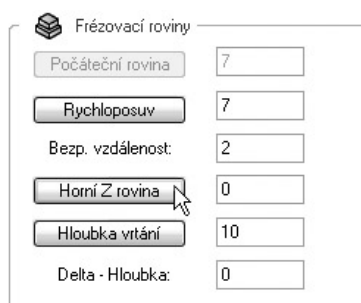 Frézovací roviny
Počáteční rovina 7
Rychloposuv 7
Bezp. vzdálenost: 2
Horní Z rovina 0
Hloubka vrtání 10
Delta - Hloubka: 0